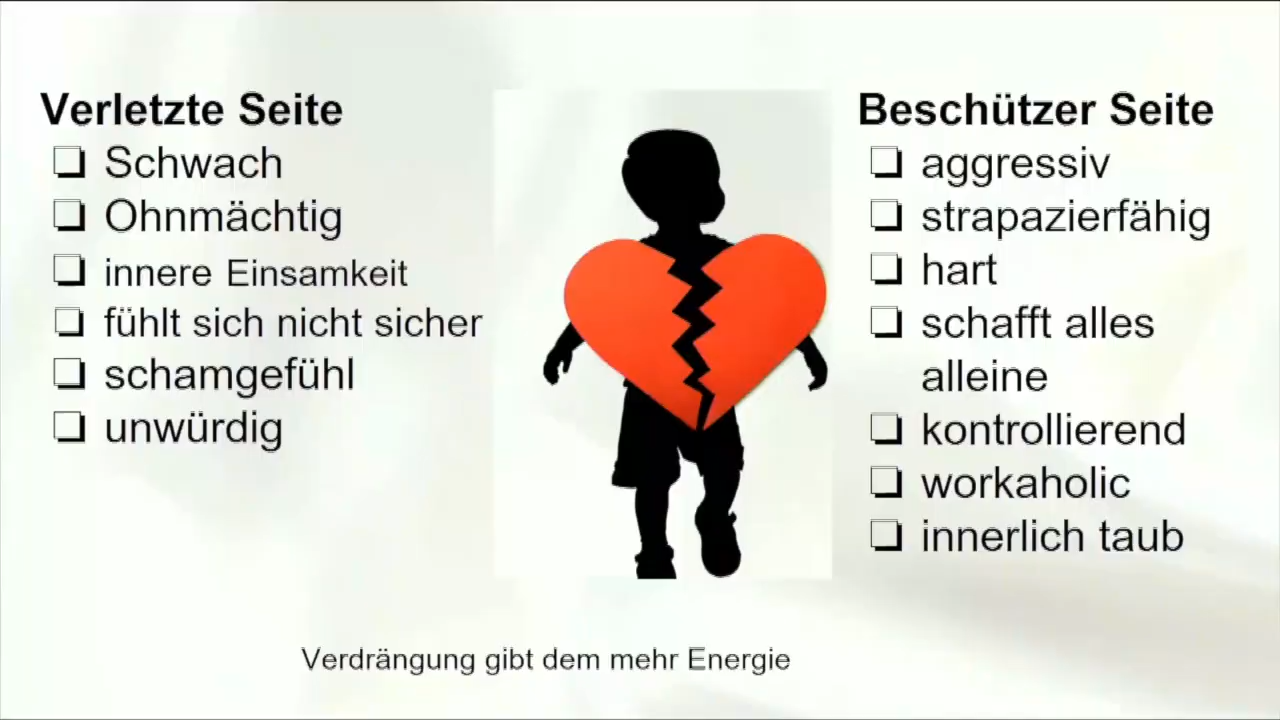 Verletzte Seite
❏ Schwach
❏ Ohnmächtig
❏ innere Einsamkeit
❏ fühlt sich nicht sicher
❏ schamgefühl
❏ unwürdig
Beschützer Seite
❏ aggressiv
❏ strapazierfähig
❏ hart
❏ schafft alles
alleine
❏ kontrollierend
❏ workaholic
❏ innerlich taub
Verdrängung gibt dem mehr Energie